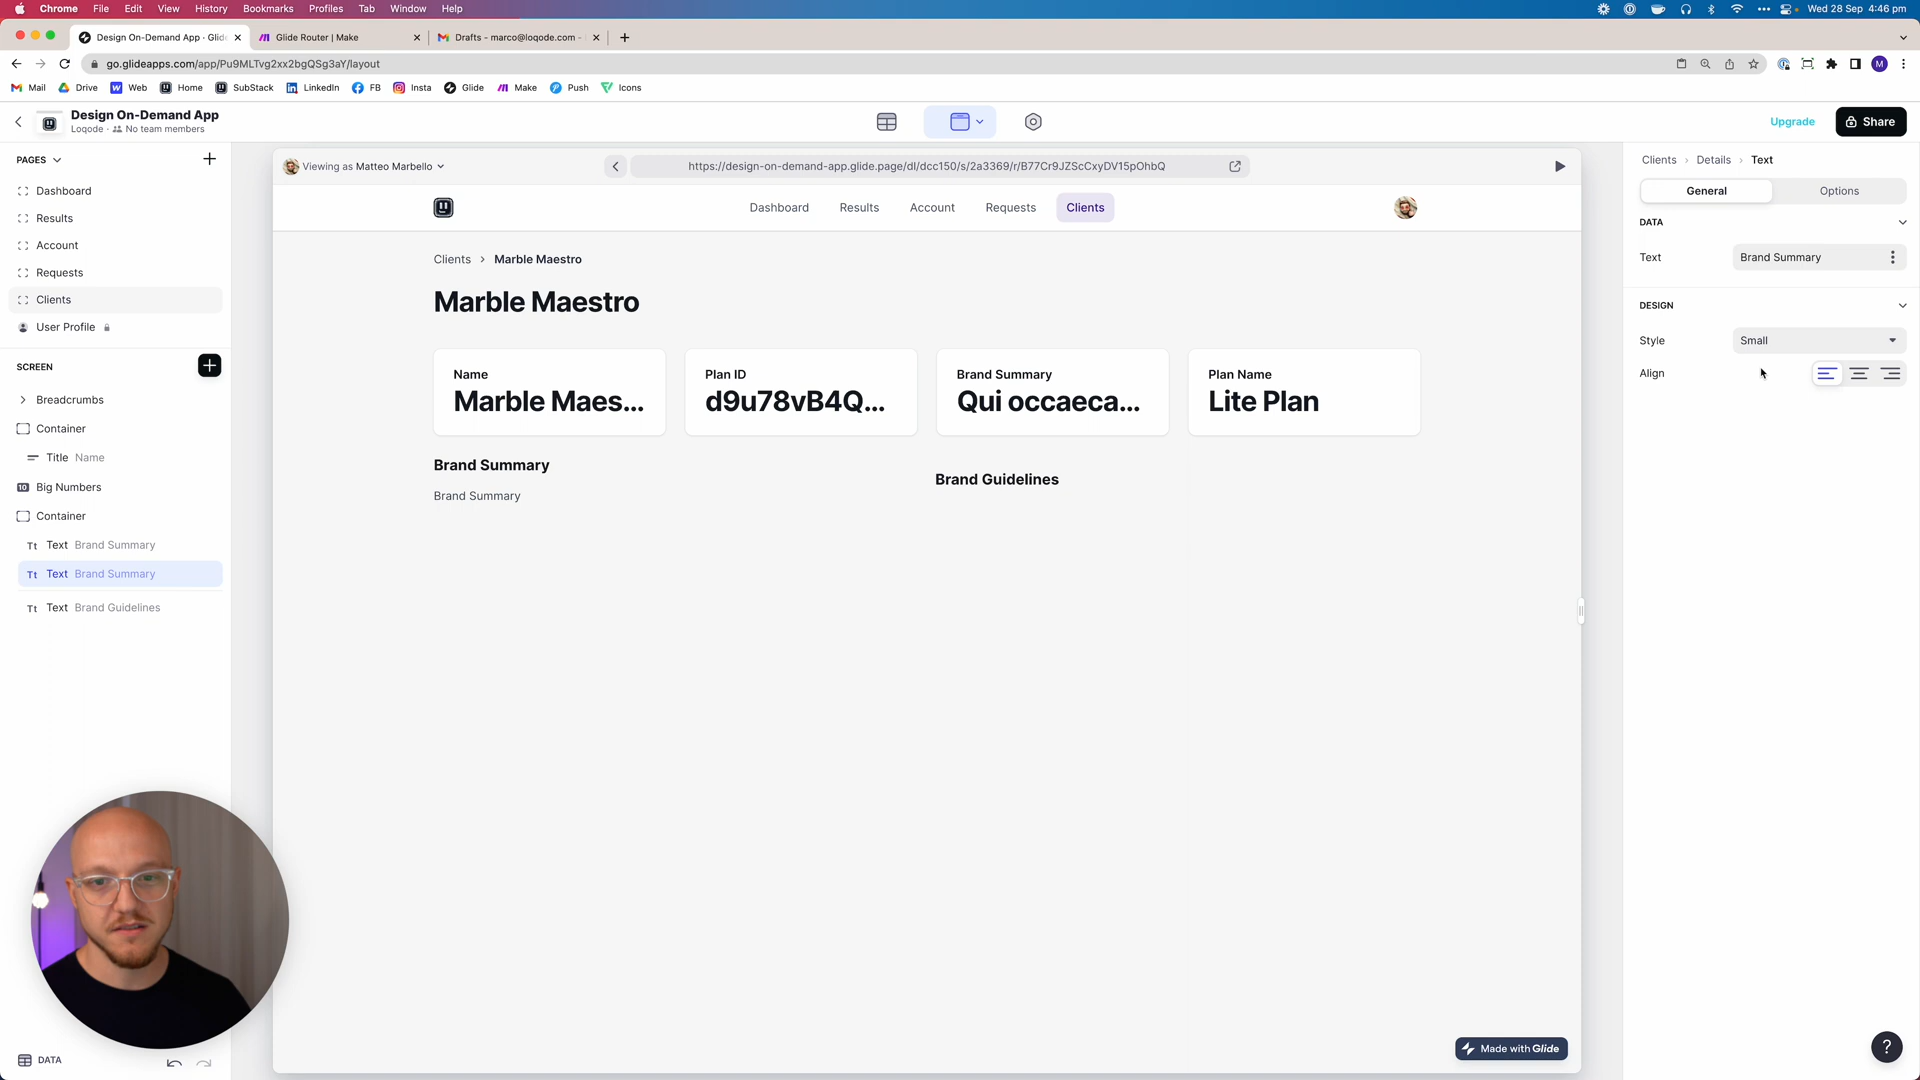 Chrome File Edit View History Bookmarks Profiles Tab Window Help Wed 28 Sep 4:46 pm
Design On-Demand App · Glide Glide Router | Make Drafts - marco@loqode.com -
go.glideapps.com/app/Pu9MLTvg2xx2bgQSg3aY/layout M
Mail Drive Web Home SubStack LinkedIn FB Insta Glide Make Push Icons
Design On-Demand App
Loqode · No team members
Upgrade Share
PAGES
Dashboard
Results
Account
Requests
Clients
User Profile
SCREEN
Breadcrumbs
Container
Title Name
10 Big Numbers
Container
Tt Text Brand Summary
Tt Text Brand Summary
Tt Text Brand Guidelines
DATA
Viewing as Matteo Marbello https://design-on-demand-app.glide.page/dl/dcc150/s/2a3369/r/B77Cr9JZScCxyDV15pOhbQ
Dashboard Results Account Requests Clients
Clients > Marble Maestro
Marble Maestro
Name
Marble Maes...
Plan ID
d9u78vB4Q...
Brand Summary
Qui occaeca...
Plan Name
Lite Plan
Brand Summary
Brand Summary
Brand Guidelines
Made with Glide
Clients > Details > Text
General Options
DATA
Text Brand Summary
DESIGN
Style Small
Align
?